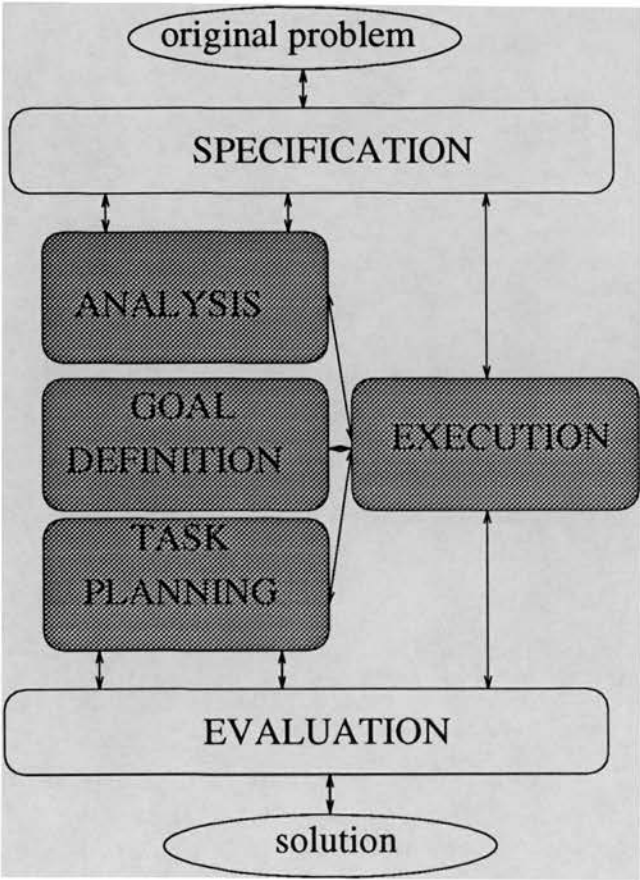 original problem
SPECIFICATION
ANALYSIS
GOAL
DEFINITION
EXECUTION
TASK
PLANNING
EVALUATION
solution